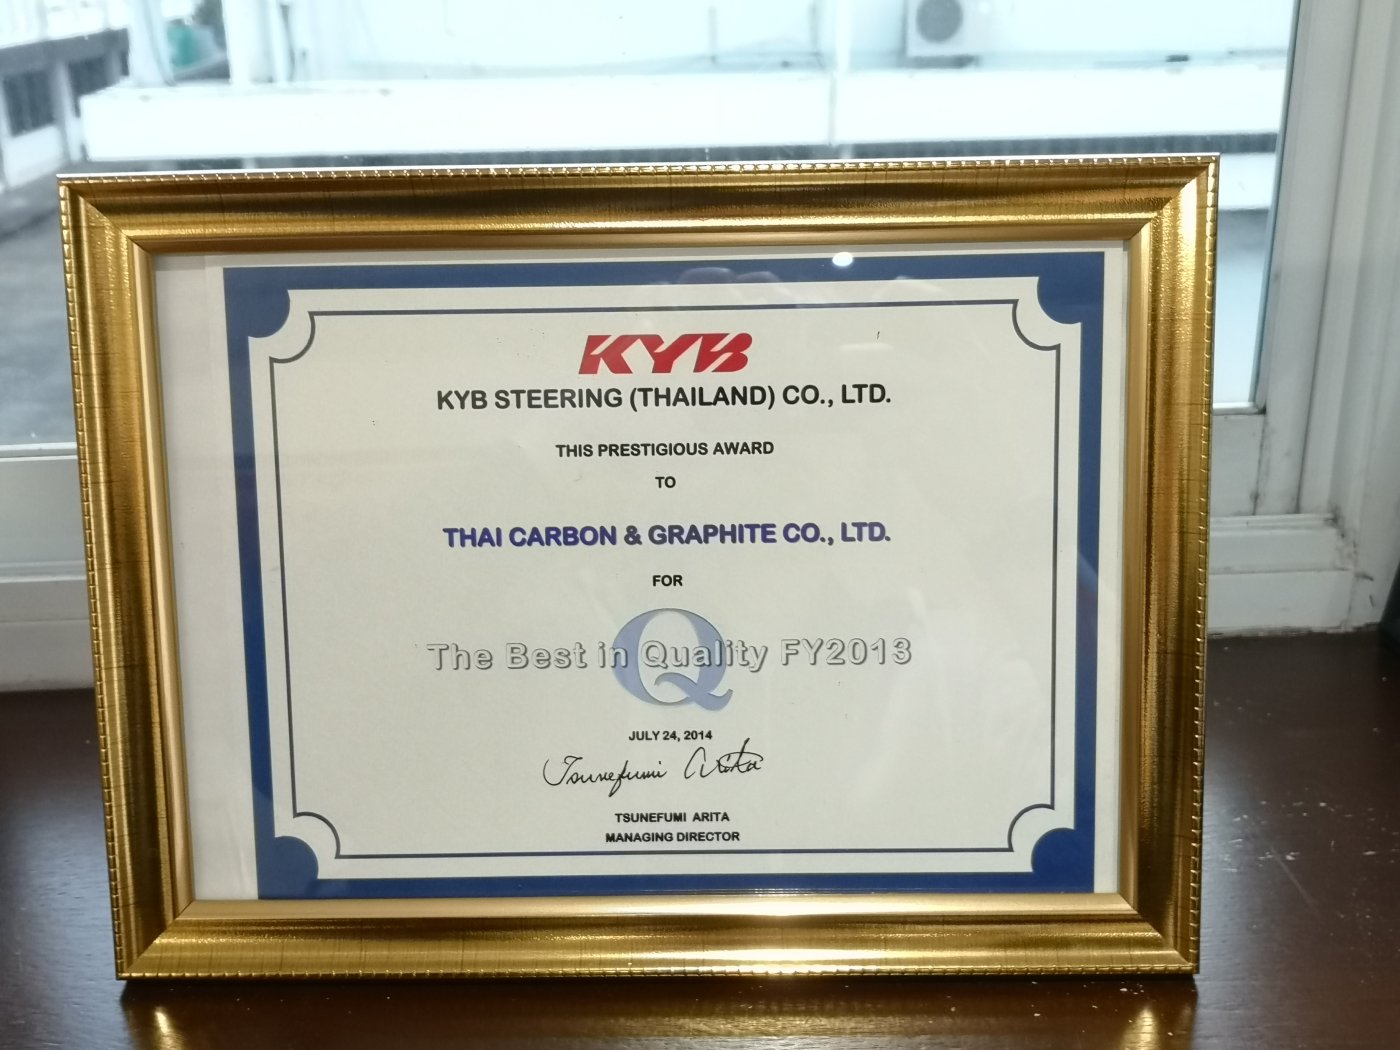 KYB
KYB STEERING (THAILAND) CO., LTD.
THIS PRESTIGIOUS AWARD
TO
THAI CARBON & GRAPHITE CO., LTD.
FOR
Q
The Best in Quality FY2013
JULY 24, 2014
Tsunefumi Arita
TSUNEFUMI ARITA
MANAGING DIRECTOR